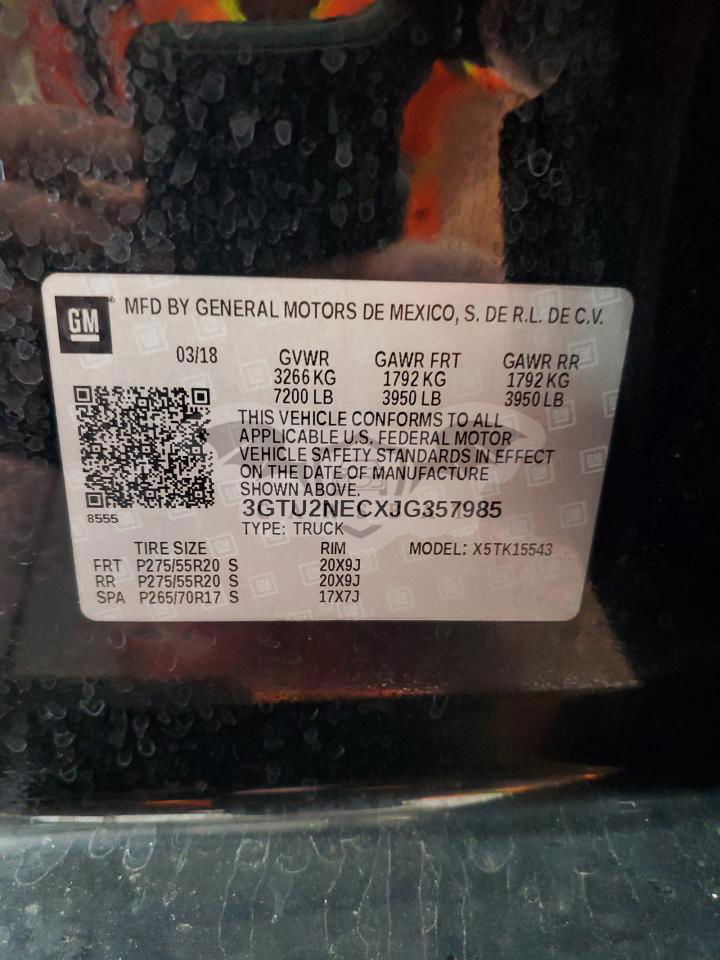 GM ® MFD BY GENERAL MOTORS DE MEXICO, S. DE R.L. DE C.V.
03/18 GVWR GAWR FRT GAWR RR
3266 KG 1792 KG 1792 KG
7200 LB 3950 LB 3950 LB
THIS VEHICLE CONFORMS TO ALL
APPLICABLE U.S. FEDERAL MOTOR
VEHICLE SAFETY STANDARDS IN EFFECT
ON THE DATE OF MANUFACTURE
SHOWN ABOVE.
8555
3GTU2NECXJG357985
TYPE: TRUCK
TIRE SIZE RIM MODEL: X5TK15543
FRT P275/55R20 S 20X9J
RR P275/55R20 S 20X9J
SPA P265/70R17 S 17X7J